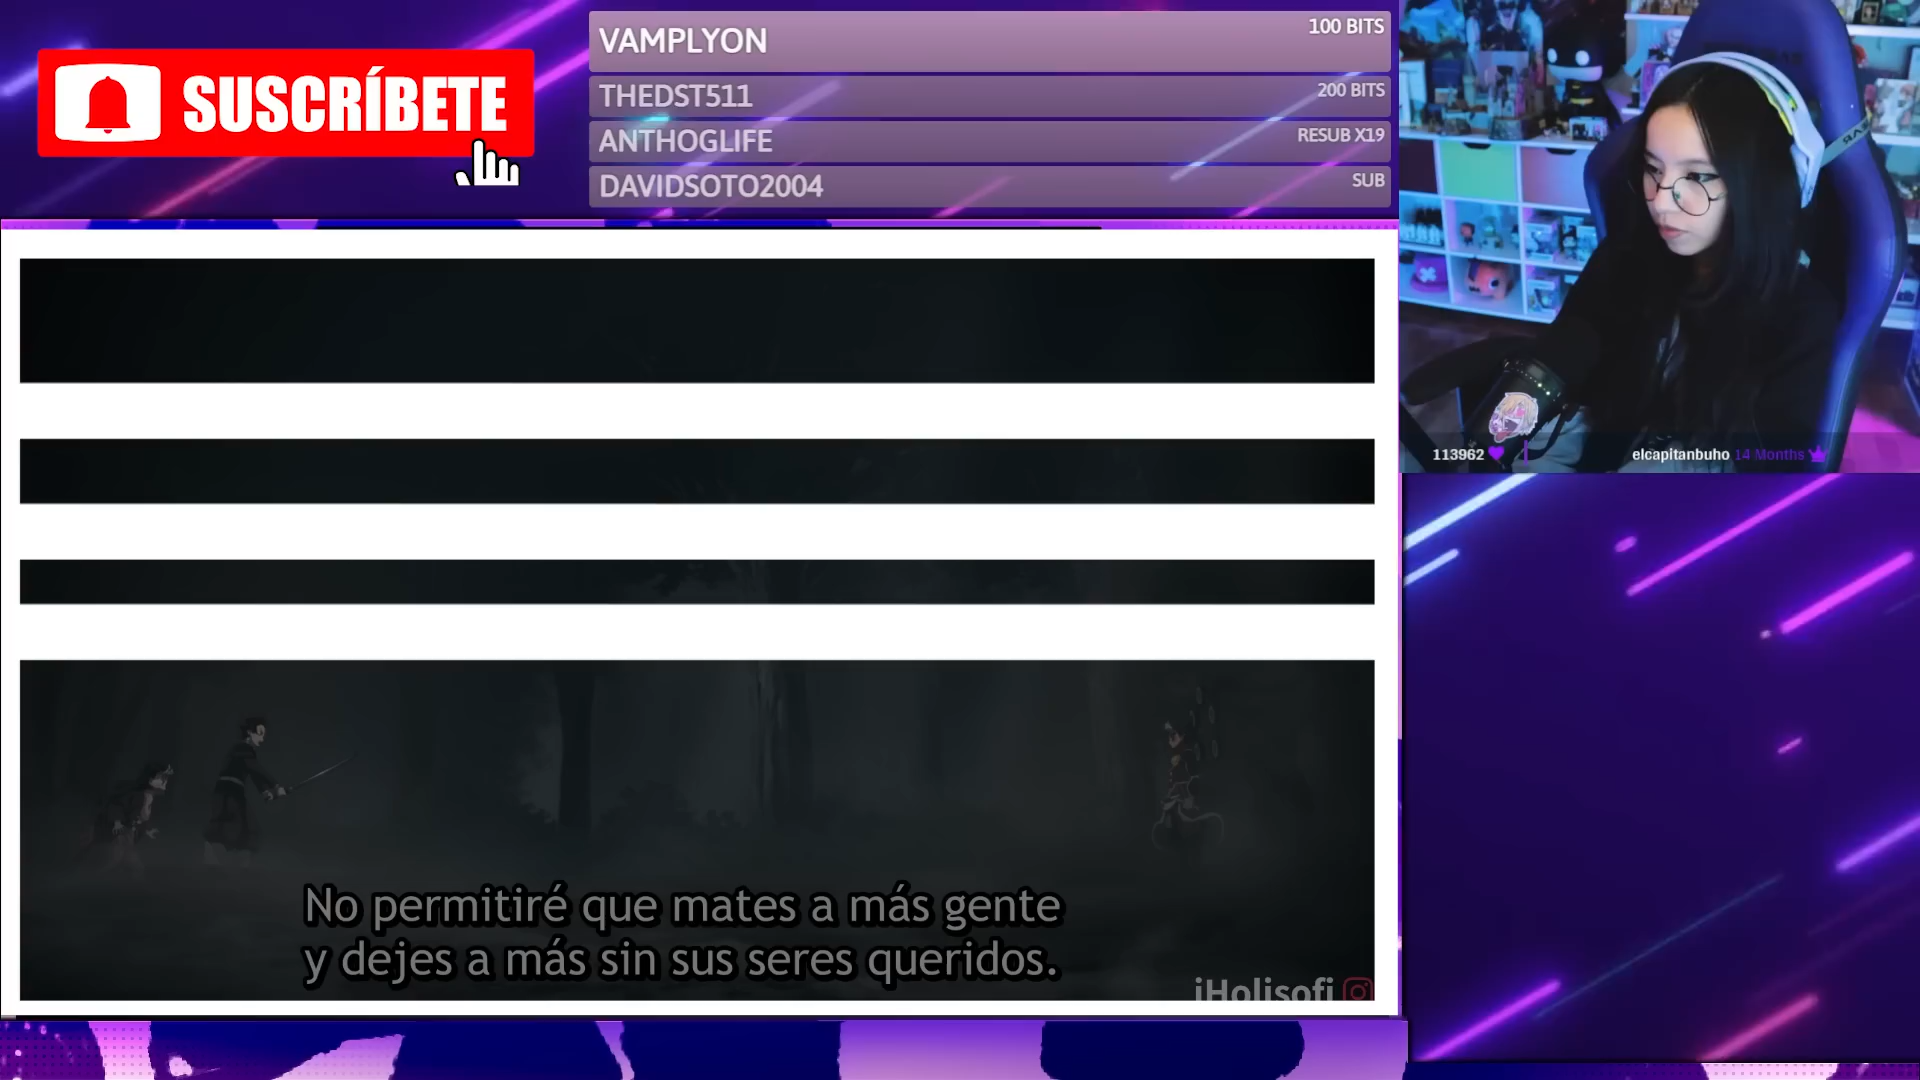 SUSCRÍBETE
VAMPLYON 100 BITS
THEDST511 200 BITS
ANTHOGLIFE RESUB X19
DAVIDSOTO2004 SUB
113962 elcapitanbuho 14 Months
No permitiré que mates a más gente
y dejes a más sin sus seres queridos.
iHolisofi